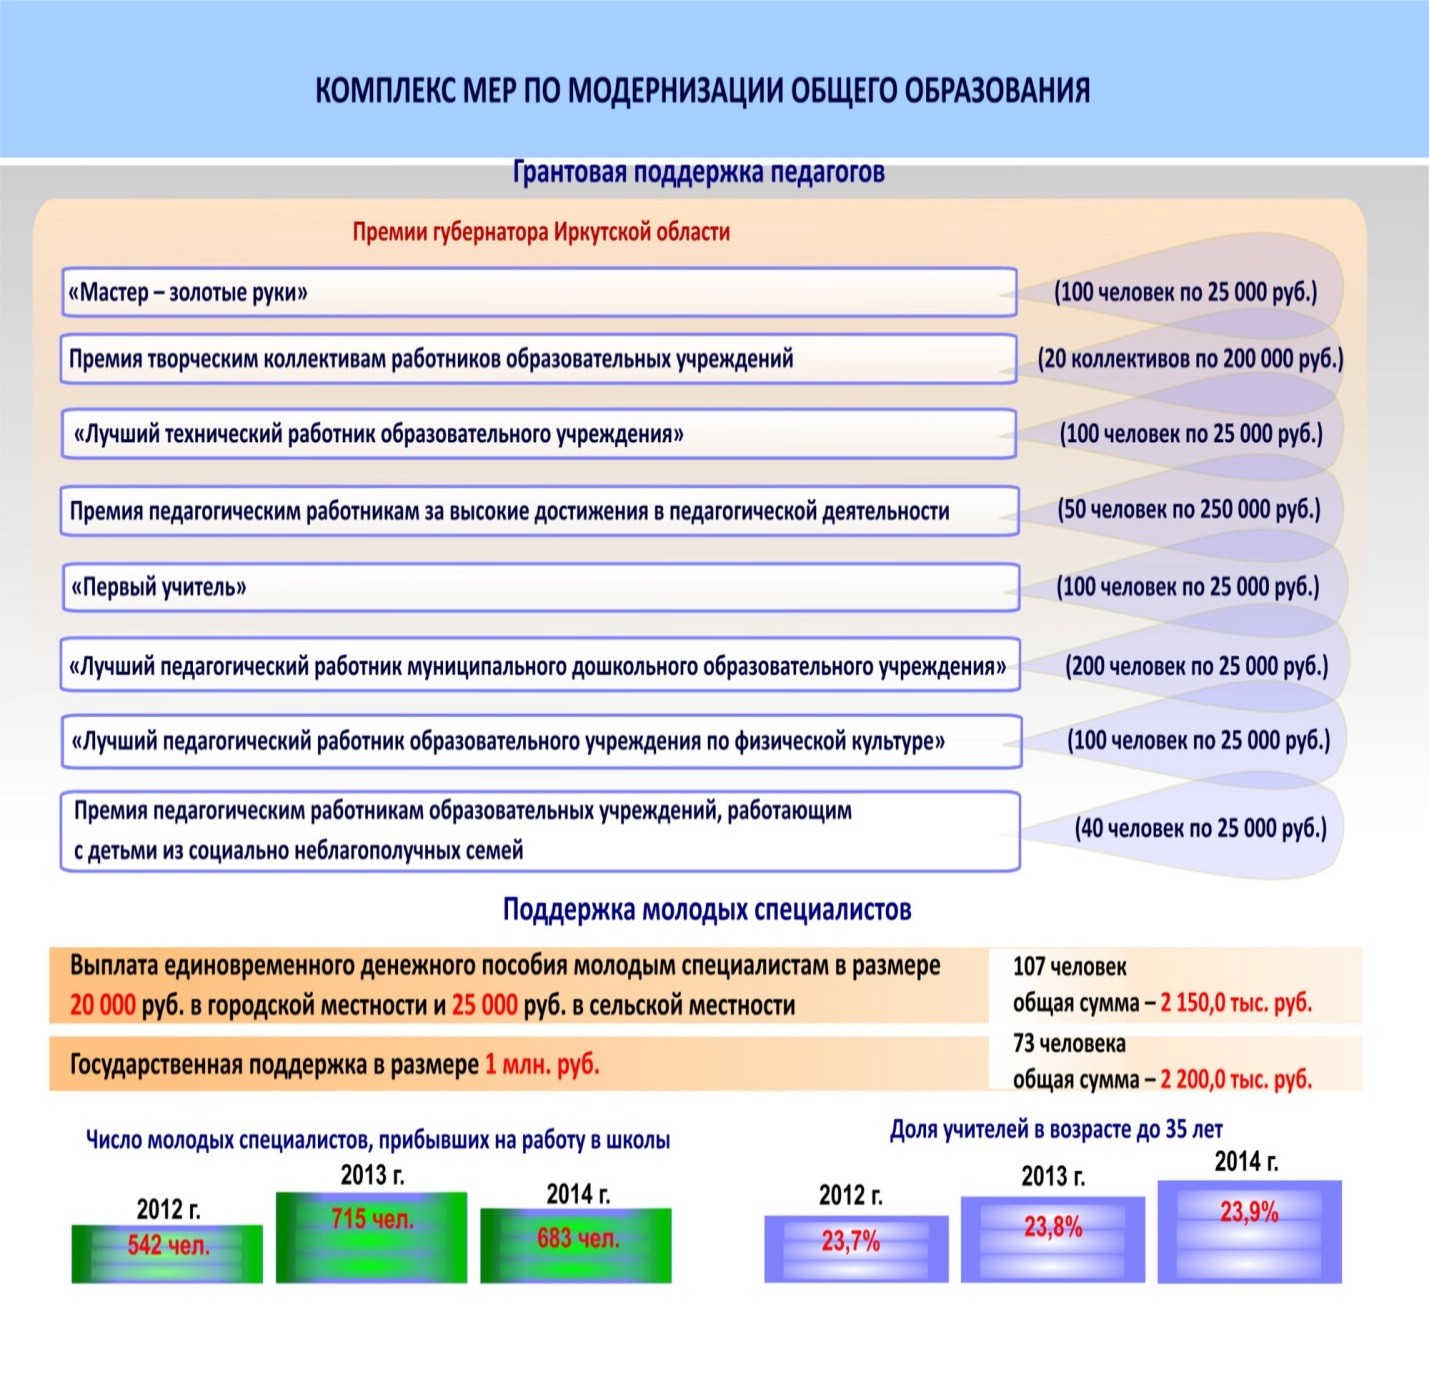 КОМПЛЕКС МЕР ПО МОДЕРНИЗАЦИИ ОБЩЕГО ОБРАЗОВАНИЯ
Грантовая поддержка педагогов
Премии губернатора Иркутской области
«Мастер – золотые руки» (100 человек по 25 000 руб.)
Премия творческим коллективам работников образовательных учреждений (20 коллективов по 200 000 руб.)
«Лучший технический работник образовательного учреждения» (100 человек по 25 000 руб.)
Премия педагогическим работникам за высокие достижения в педагогической деятельности (50 человек по 250 000 руб.)
«Первый учитель» (100 человек по 25 000 руб.)
«Лучший педагогический работник муниципального дошкольного образовательного учреждения» (200 человек по 25 000 руб.)
«Лучший педагогический работник образовательного учреждения по физической культуре» (100 человек по 25 000 руб.)
Премия педагогическим работникам образовательных учреждений, работающим
с детьми из социально неблагополучных семей
(40 человек по 25 000 руб.)
Поддержка молодых специалистов
Выплата единовременного денежного пособия молодым специалистам в размере
20 000 руб. в городской местности и 25 000 руб. в сельской местности
107 человек
общая сумма – 2 150,0 тыс. руб.
Государственная поддержка в размере 1 млн. руб.
73 человека
общая сумма – 2 200,0 тыс. руб.
Число молодых специалистов, прибывших на работу в школы
2012 г.
542 чел.
2013 г.
715 чел.
2014 г.
683 чел.
Доля учителей в возрасте до 35 лет
2012 г.
23,7%
2013 г.
23,8%
2014 г.
23,9%